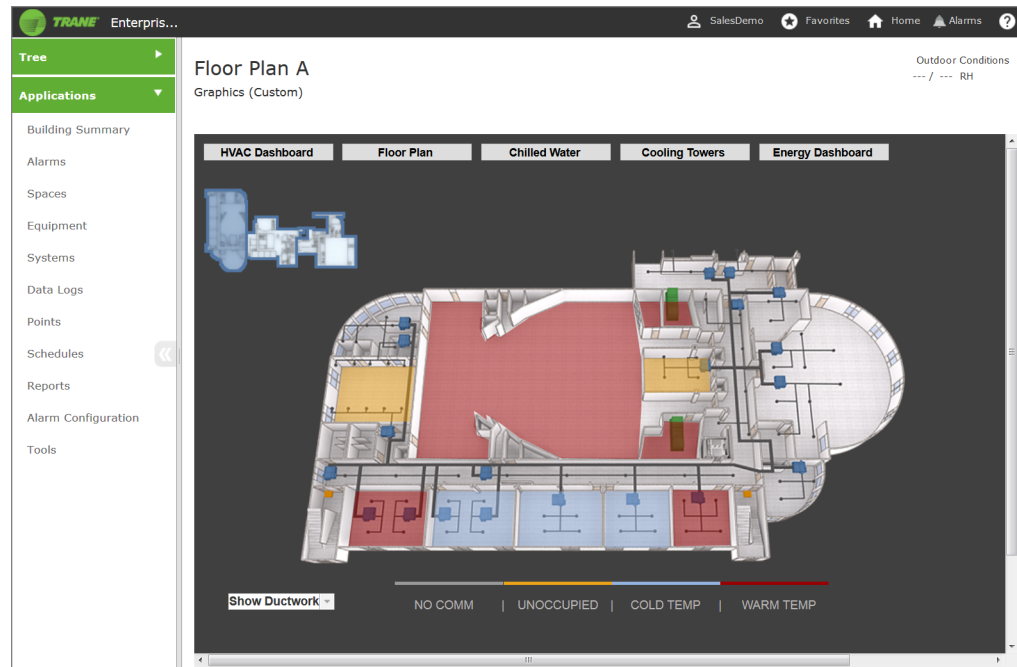 TRANE Enterpris... SalesDemo Favorites Home Alarms ?
Tree
Applications
Building Summary
Alarms
Spaces
Equipment
Systems
Data Logs
Points
Schedules
Reports
Alarm Configuration
Tools
Floor Plan A
Graphics (Custom)
Outdoor Conditions
--- / --- RH
HVAC Dashboard Floor Plan Chilled Water Cooling Towers Energy Dashboard
Show Ductwork
NO COMM | UNOCCUPIED | COLD TEMP | WARM TEMP